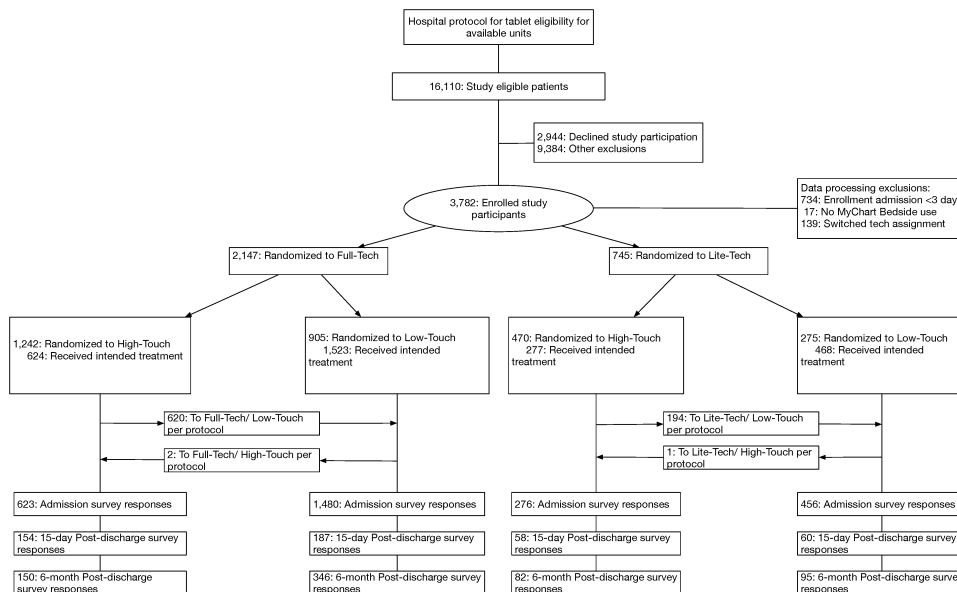 Hospital protocol for tablet eligibility for
available units
16,110: Study eligible patients
2,944: Declined study participation
9,384: Other exclusions
3,782: Enrolled study
participants
Data processing exclusions:
734: Enrollment admission <3 day
17: No MyChart Bedside use
139: Switched tech assignment
2,147: Randomized to Full-Tech
745: Randomized to Lite-Tech
1,242: Randomized to High-Touch
624: Received intended treatment
905: Randomized to Low-Touch
1,523: Received intended
treatment
470: Randomized to High-Touch
277: Received intended
treatment
275: Randomized to Low-Touch
468: Received intended
treatment
620: To Full-Tech/ Low-Touch
per protocol
2: To Full-Tech/ High-Touch per
protocol
194: To Lite-Tech/ Low-Touch
per protocol
1: To Lite-Tech/ High-Touch per
protocol
623: Admission survey responses
1,480: Admission survey responses
276: Admission survey responses
456: Admission survey responses
154: 15-day Post-discharge survey
responses
187: 15-day Post-discharge survey
responses
58: 15-day Post-discharge survey
responses
60: 15-day Post-discharge survey
responses
150: 6-month Post-discharge
survey responses
346: 6-month Post-discharge survey
responses
82: 6-month Post-discharge survey
responses
95: 6-month Post-discharge survey
responses